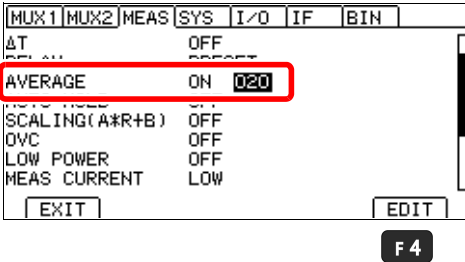 MUX1 MUX2 MEAS SYS I/O IF BIN
ΔT OFF
AVERAGE ON 020
SCALING(A*R+B) OFF
OVC OFF
LOW POWER OFF
MEAS CURRENT LOW
EXIT EDIT
F 4